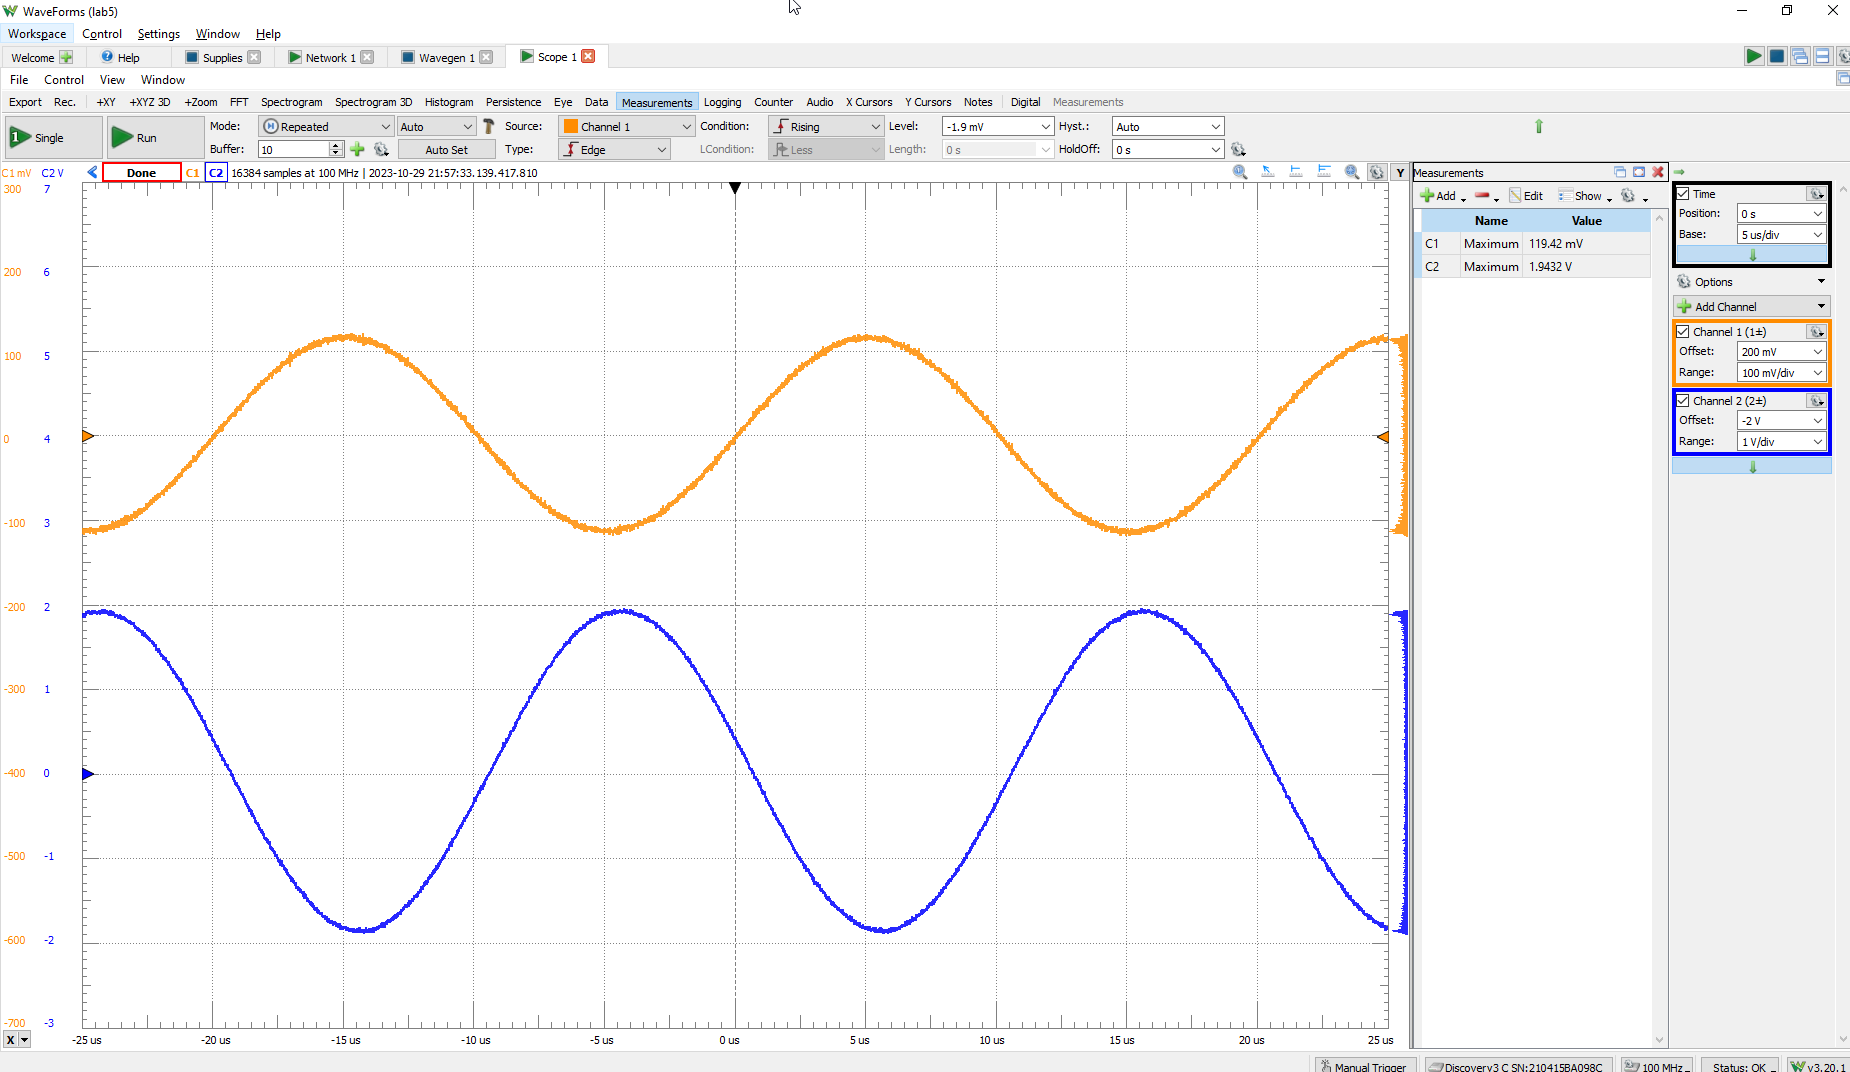 WaveForms (lab5)
Workspace Control Settings Window Help
Welcome Help Supplies Network 1 Wavegen 1 Scope 1
File Control View Window
Export Rec. +XY +XYZ 3D +Zoom FFT Spectrogram Spectrogram 3D Histogram Persistence Eye Data Measurements Logging Counter Audio X Cursors Y Cursors Notes Digital Measurements
1 Single Run Mode: Repeated Auto Source: Channel 1 Condition: Rising Level: -1.9 mV Hyst.: Auto
Buffer: 10 Auto Set Type: Edge LCondition: Less Length: 0 s HoldOff: 0 s
C1 mV C2 V Done C1 C2 16384 samples at 100 MHz | 2023-10-29 21:57:33.139.417.810 Y
300 7
200 6
100 5
0 4
-100 3
-200 2
-300 1
-400 0
-500 -1
-600 -2
-700 -3
X -25 us -20 us -15 us -10 us -5 us 0 us 5 us 10 us 15 us 20 us 25 us
Measurements
Add Edit Show
Name Value
C1 Maximum 119.42 mV
C2 Maximum 1.9432 V
Time
Position: 0 s
Base: 5 us/div
Options
Add Channel
Channel 1 (1±)
Offset: 200 mV
Range: 100 mV/div
Channel 2 (2±)
Offset: -2 V
Range: 1 V/div
Manual Trigger Discovery3 C SN:210415BA098C 100 MHz Status: OK v3.20.1